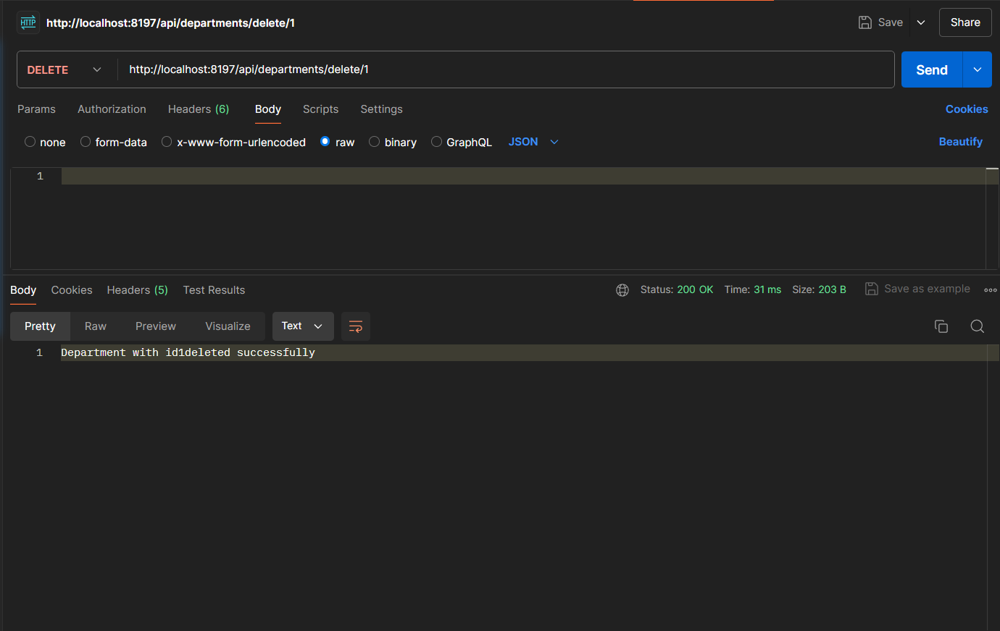 HTTP http://localhost:8197/api/departments/delete/1 Save Share
DELETE http://localhost:8197/api/departments/delete/1 Send
Params Authorization Headers (6) Body Scripts Settings Cookies
none form-data x-www-form-urlencoded raw binary GraphQL JSON Beautify
1
Body Cookies Headers (5) Test Results Status: 200 OK Time: 31 ms Size: 203 B Save as example
Pretty Raw Preview Visualize Text
1 Department with id1deleted successfully